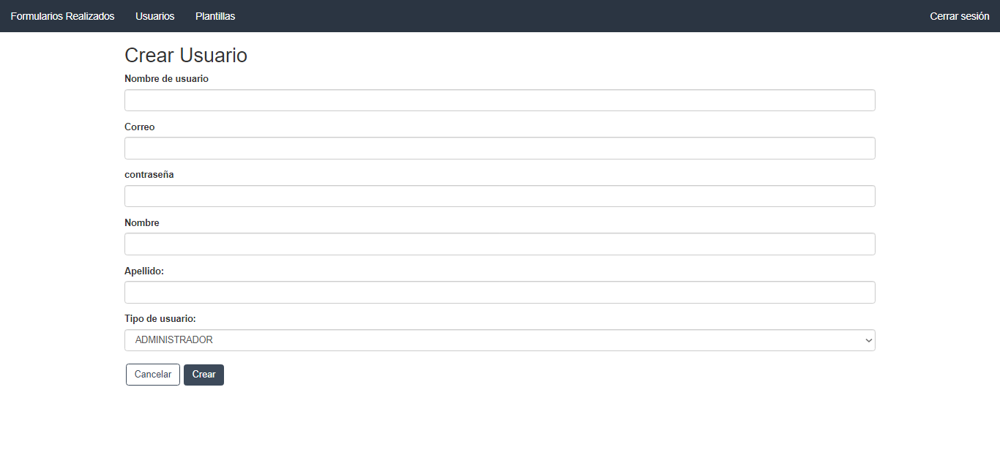 Formularios Realizados Usuarios Plantillas Cerrar sesión
Crear Usuario
Nombre de usuario
Correo
contraseña
Nombre
Apellido:
Tipo de usuario:
ADMINISTRADOR
Cancelar Crear